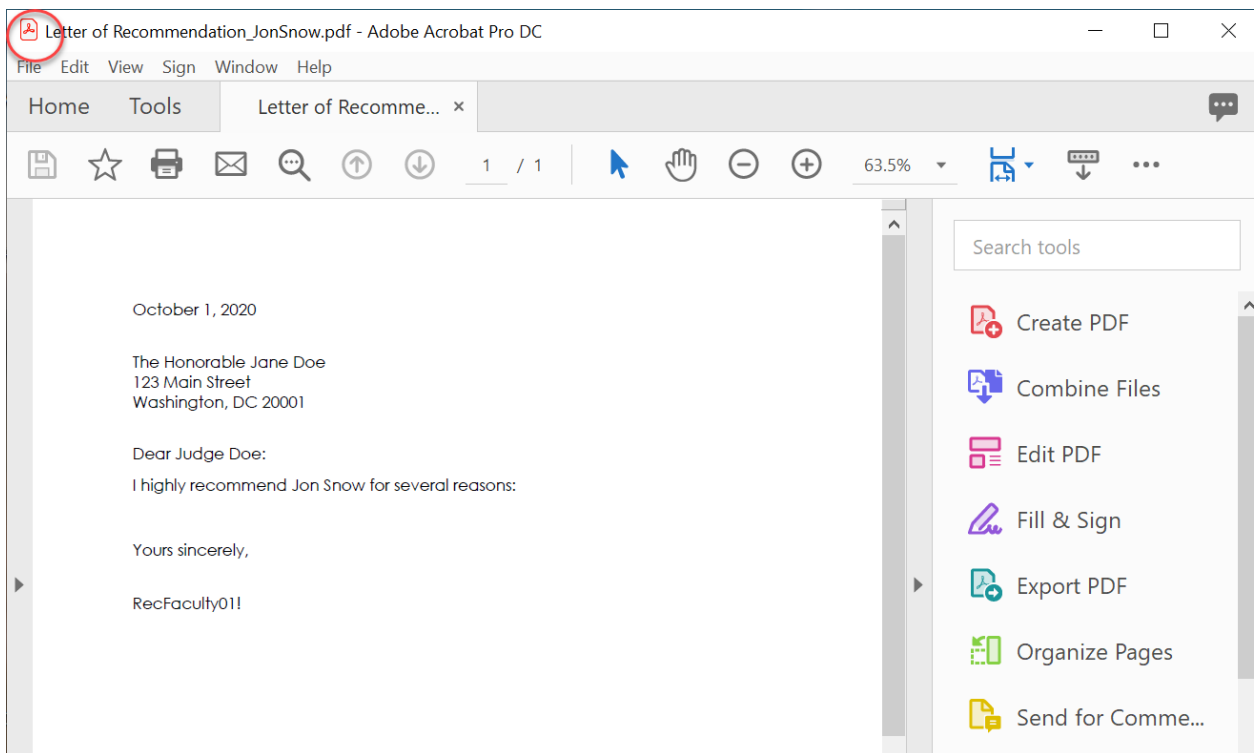 Letter of Recommendation_JonSnow.pdf - Adobe Acrobat Pro DC
File Edit View Sign Window Help
Home Tools Letter of Recomme... ×
1 / 1 63.5%
October 1, 2020
The Honorable Jane Doe
123 Main Street
Washington, DC 20001
Dear Judge Doe:
I highly recommend Jon Snow for several reasons:
Yours sincerely,
RecFaculty01!
Search tools
Create PDF
Combine Files
Edit PDF
Fill & Sign
Export PDF
Organize Pages
Send for Comme...